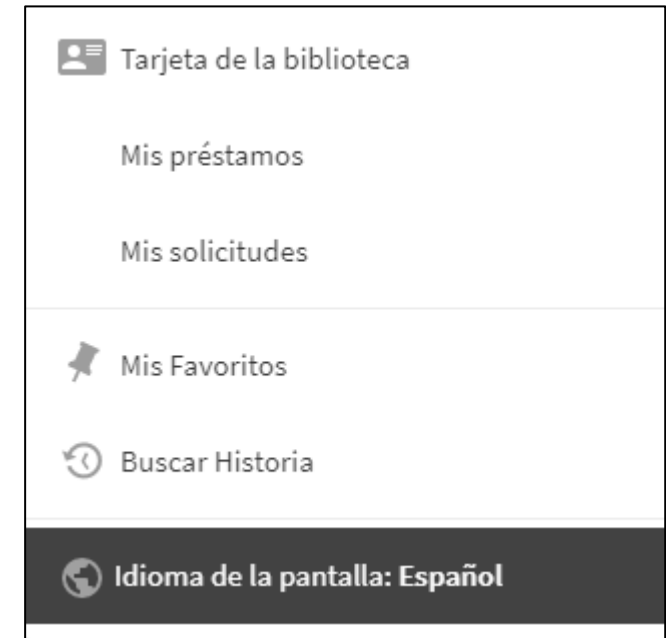 Tarjeta de la biblioteca
Mis préstamos
Mis solicitudes
Mis Favoritos
Buscar Historia
Idioma de la pantalla: Español